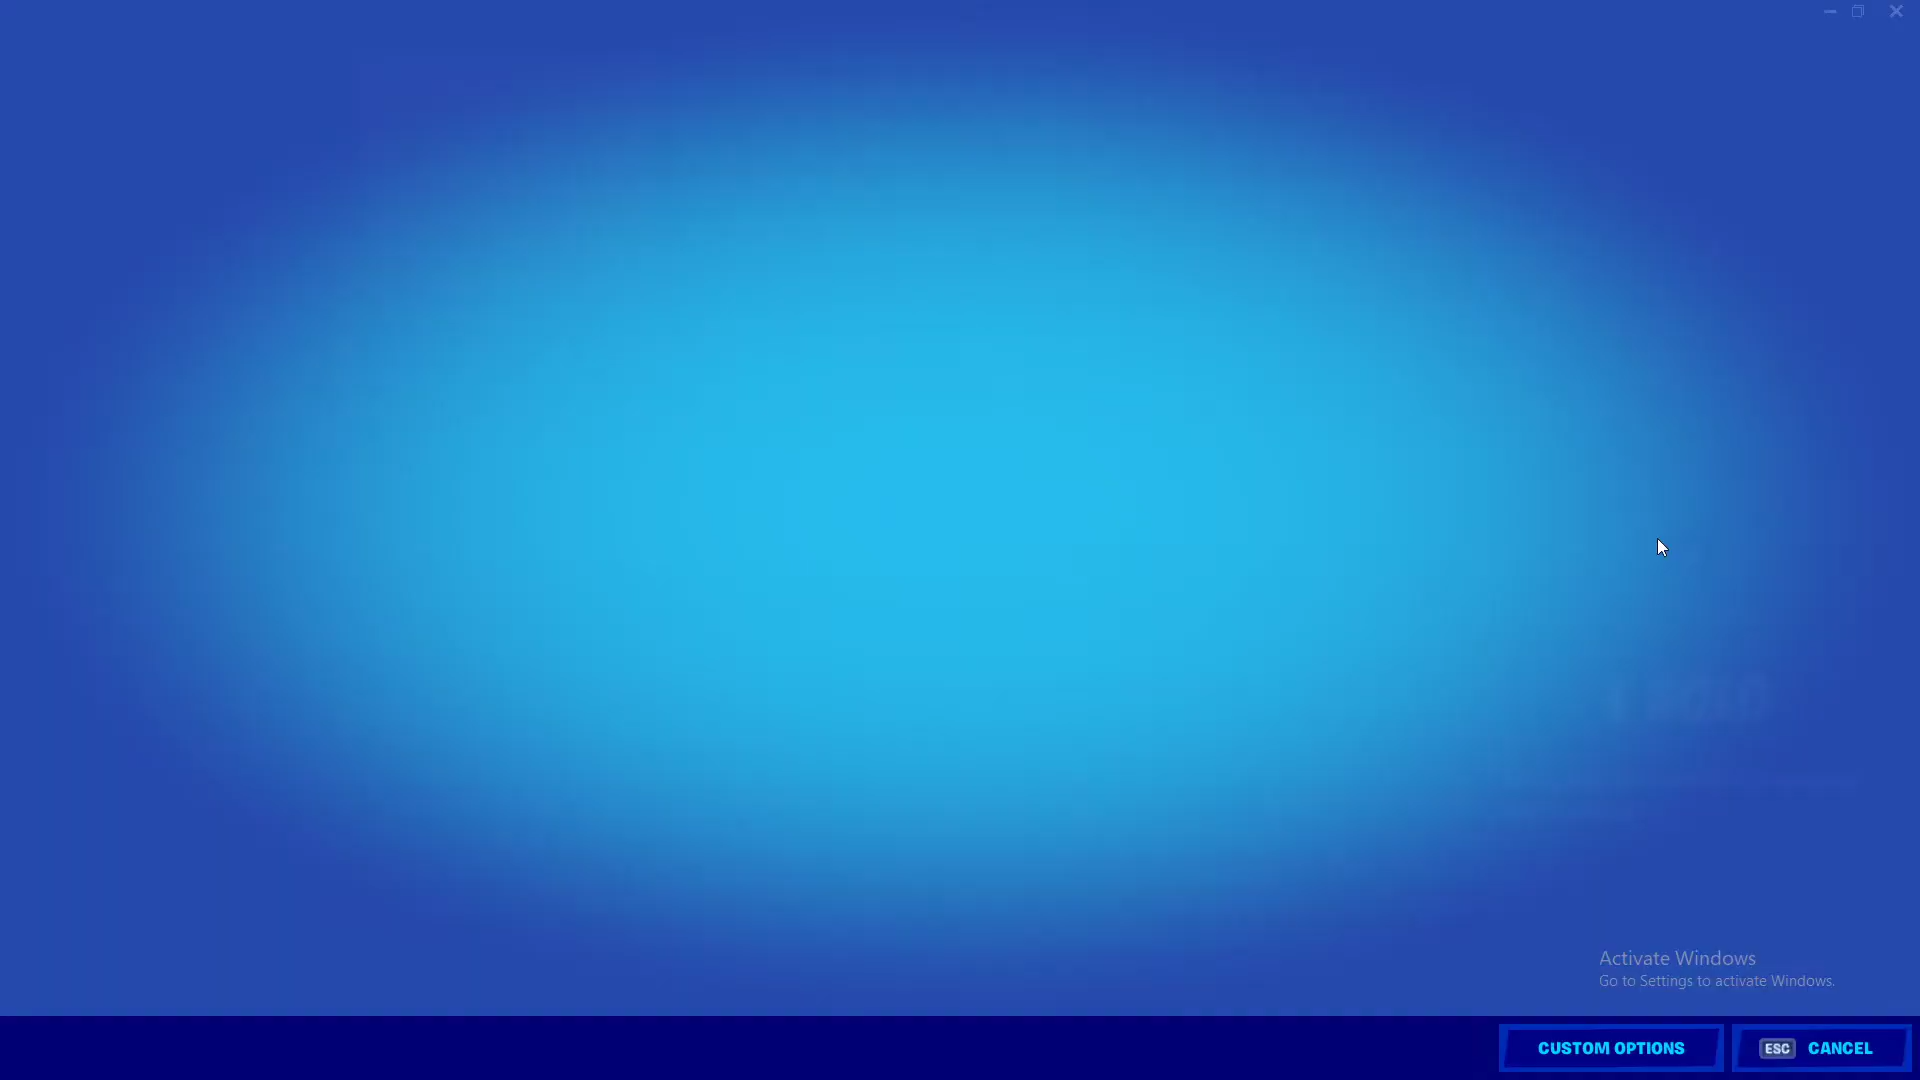 Activate Windows
Go to Settings to activate Windows.
CUSTOM OPTIONS
ESC CANCEL